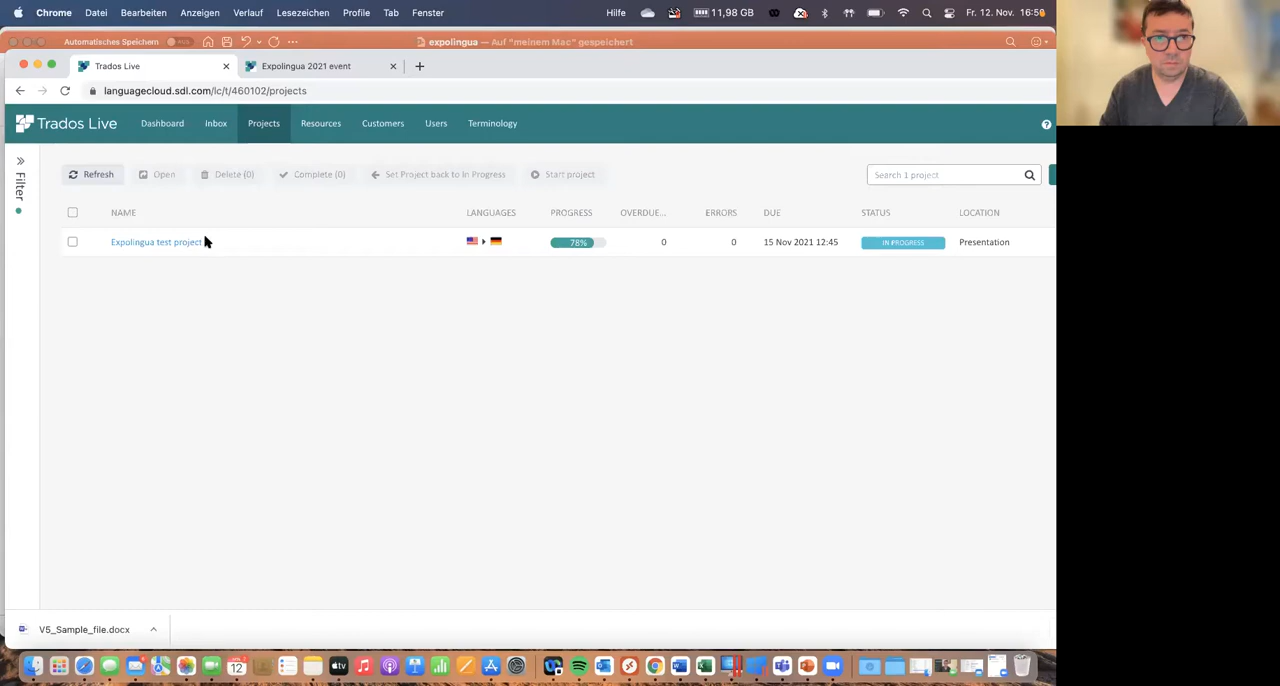 Chrome Datei Bearbeiten Anzeigen Verlauf Lesezeichen Profile Tab Fenster Hilfe 11,98 GB Fr. 12. Nov. 16:59
Automatisches Speichern expolingua — Auf "meinem Mac" gespeichert
Trados Live Expolingua 2021 event
languagecloud.sdl.com/lc/t/460102/projects
Trados Live Dashboard Inbox Projects Resources Customers Users Terminology
Refresh Open Delete (0) Complete (0) Set Project back to In Progress Start project Search 1 project
Filter
NAME LANGUAGES PROGRESS OVERDUE... ERRORS DUE STATUS LOCATION
Expolingua test project 78% 0 0 15 Nov 2021 12:45 IN PROGRESS Presentation
V5_Sample_file.docx
12